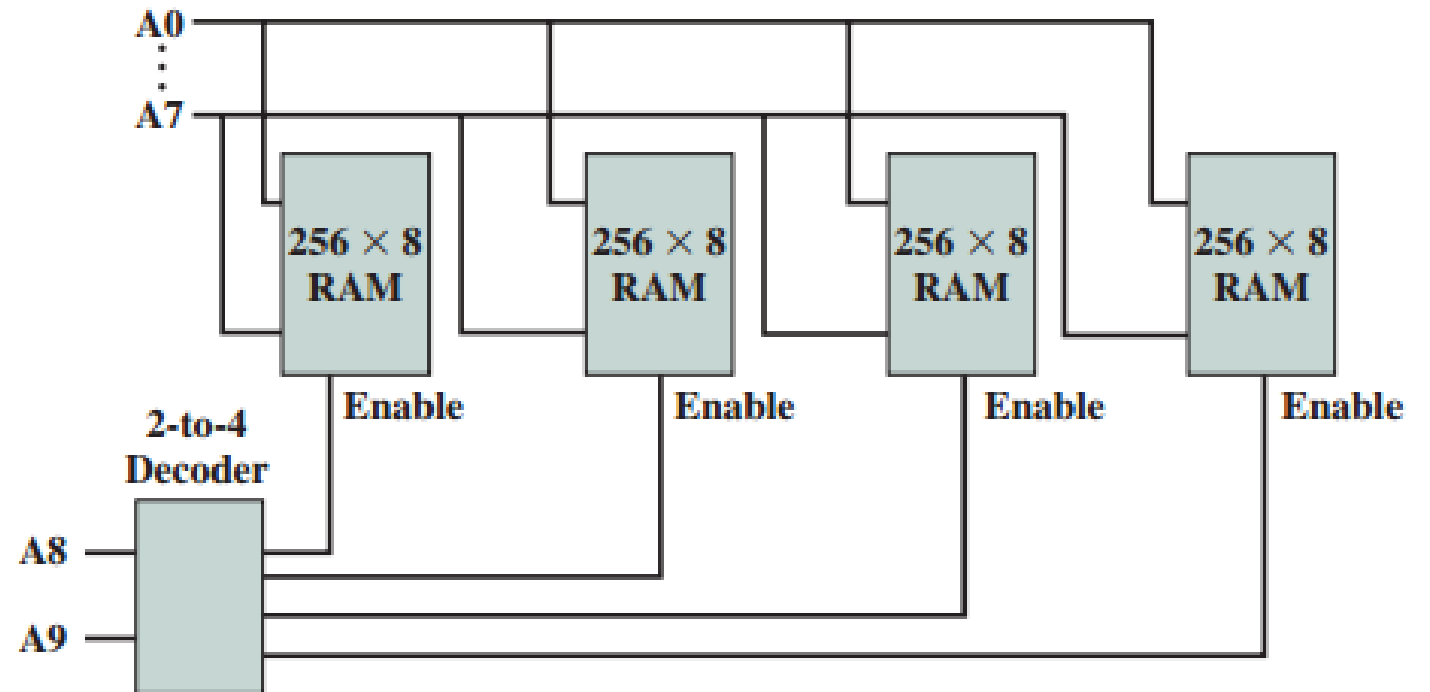 A0
A7
256 × 8
RAM
256 × 8
RAM
256 × 8
RAM
256 × 8
RAM
Enable
Enable
Enable
Enable
2-to-4
Decoder
A8
A9